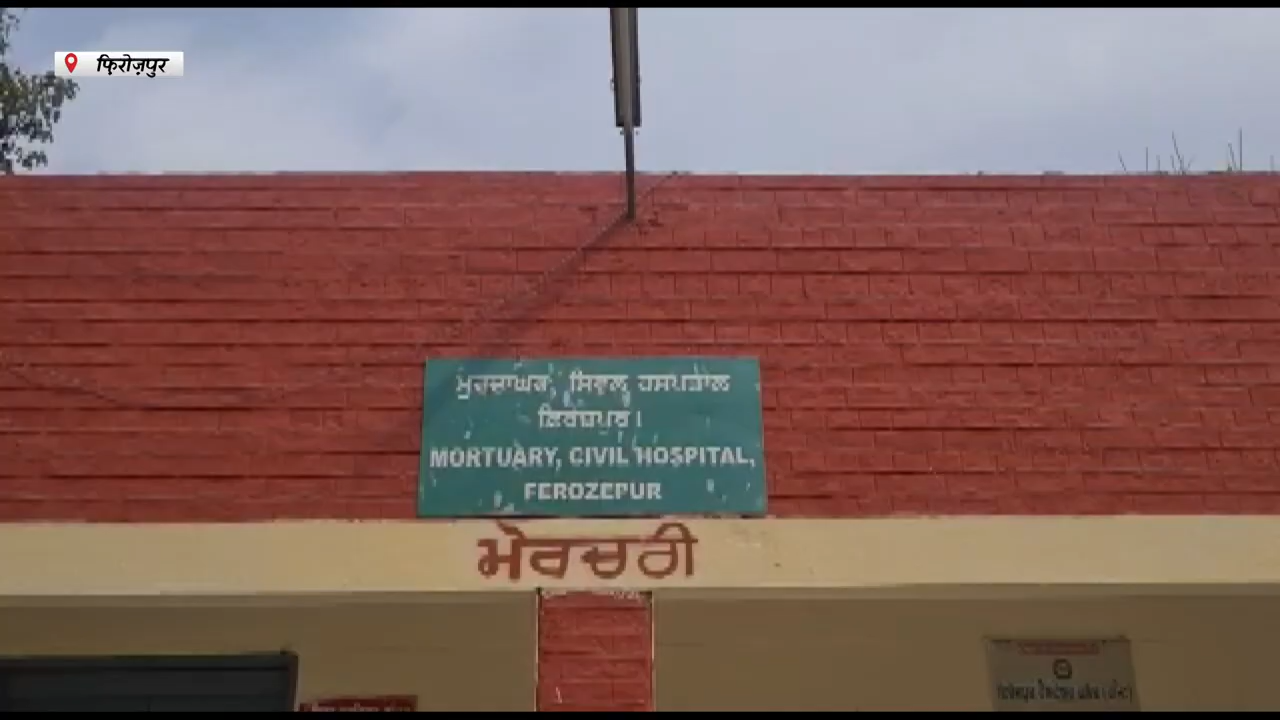 फ़िरोज़पुर
ਮੁਰਦਾਘਰ, ਸਿਵਲ ਹਸਪਤਾਲ
ਫ਼ਿਰੋਜ਼ਪੁਰ।
MORTUARY, CIVIL HOSPITAL,
FEROZEPUR
ਮੋਰਚਰੀ